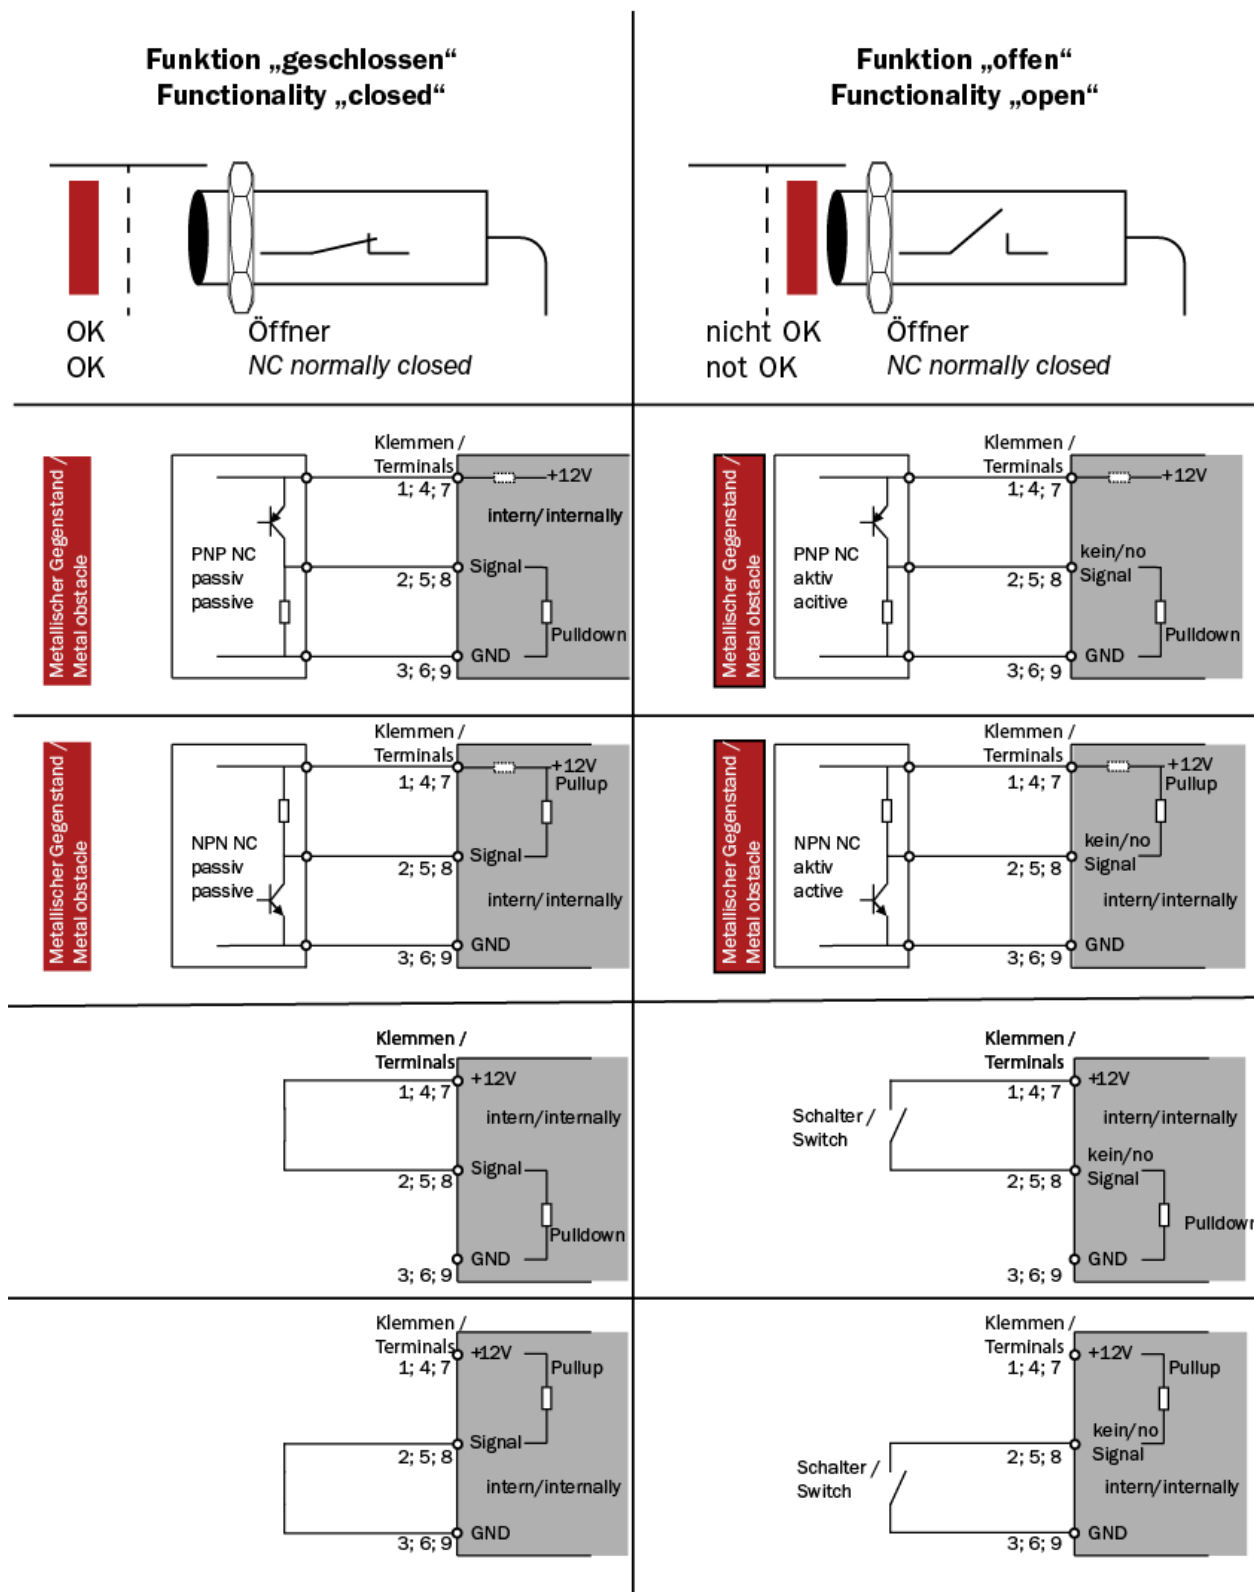 Funktion „geschlossen“
Functionality „closed“
Funktion „offen“
Functionality „open“
OK
OK
Öffner
NC normally closed
nicht OK
not OK
Öffner
NC normally closed
Metallischer Gegenstand /
Metal obstacle
PNP NC
passiv
passive
Klemmen /
Terminals
1; 4; 7
+12V
intern/internally
2; 5; 8
Signal
Pulldown
3; 6; 9
GND
Metallischer Gegenstand /
Metal obstacle
PNP NC
aktiv
acitive
Klemmen /
Terminals
1; 4; 7
+12V
2; 5; 8
kein/no
Signal
Pulldown
3; 6; 9
GND
Metallischer Gegenstand /
Metal obstacle
NPN NC
passiv
passive
Klemmen /
Terminals
1; 4; 7
+12V
Pullup
2; 5; 8
Signal
intern/internally
3; 6; 9
GND
Metallischer Gegenstand /
Metal obstacle
NPN NC
aktiv
active
Klemmen /
Terminals
1; 4; 7
+12V
Pullup
2; 5; 8
kein/no
Signal
intern/internally
3; 6; 9
GND
Klemmen /
Terminals
1; 4; 7
+12V
intern/internally
2; 5; 8
Signal
Pulldown
3; 6; 9
GND
Schalter /
Switch
Klemmen /
Terminals
1; 4; 7
+12V
intern/internally
2; 5; 8
kein/no
Signal
Pulldown
3; 6; 9
GND
Klemmen /
Terminals
1; 4; 7
+12V
Pullup
2; 5; 8
Signal
intern/internally
3; 6; 9
GND
Schalter /
Switch
Klemmen /
Terminals
1; 4; 7
+12V
Pullup
2; 5; 8
kein/no
Signal
intern/internally
3; 6; 9
GND